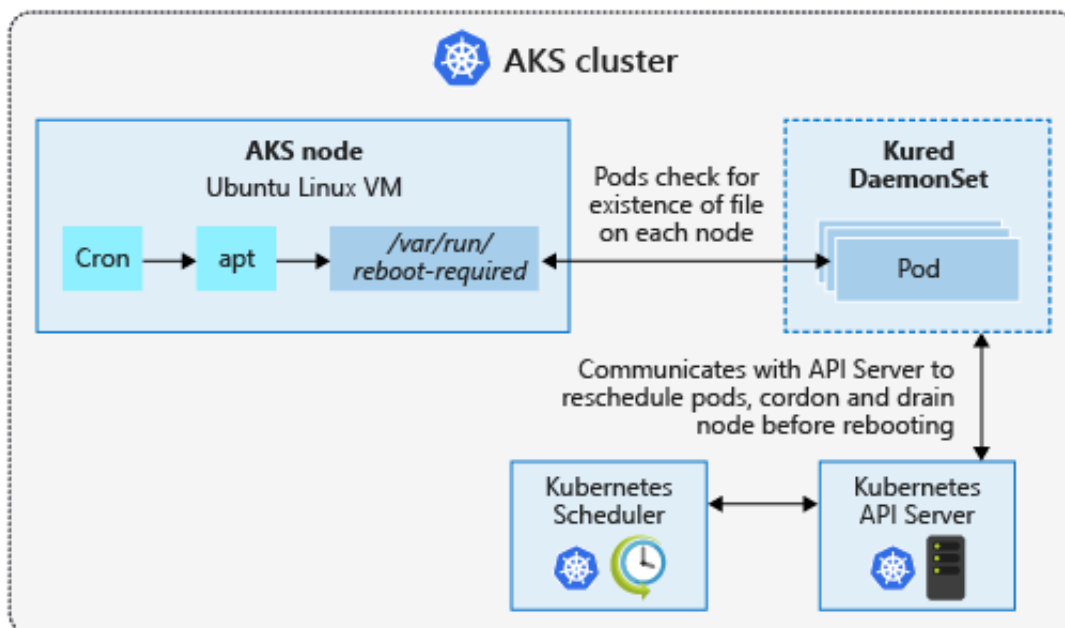 AKS cluster
AKS node
Ubuntu Linux VM
Cron
apt
/var/run/
reboot-required
Pods check for
existence of file
on each node
Kured
DaemonSet
Pod
Communicates with API Server to
reschedule pods, cordon and drain
node before rebooting
Kubernetes
Scheduler
Kubernetes
API Server